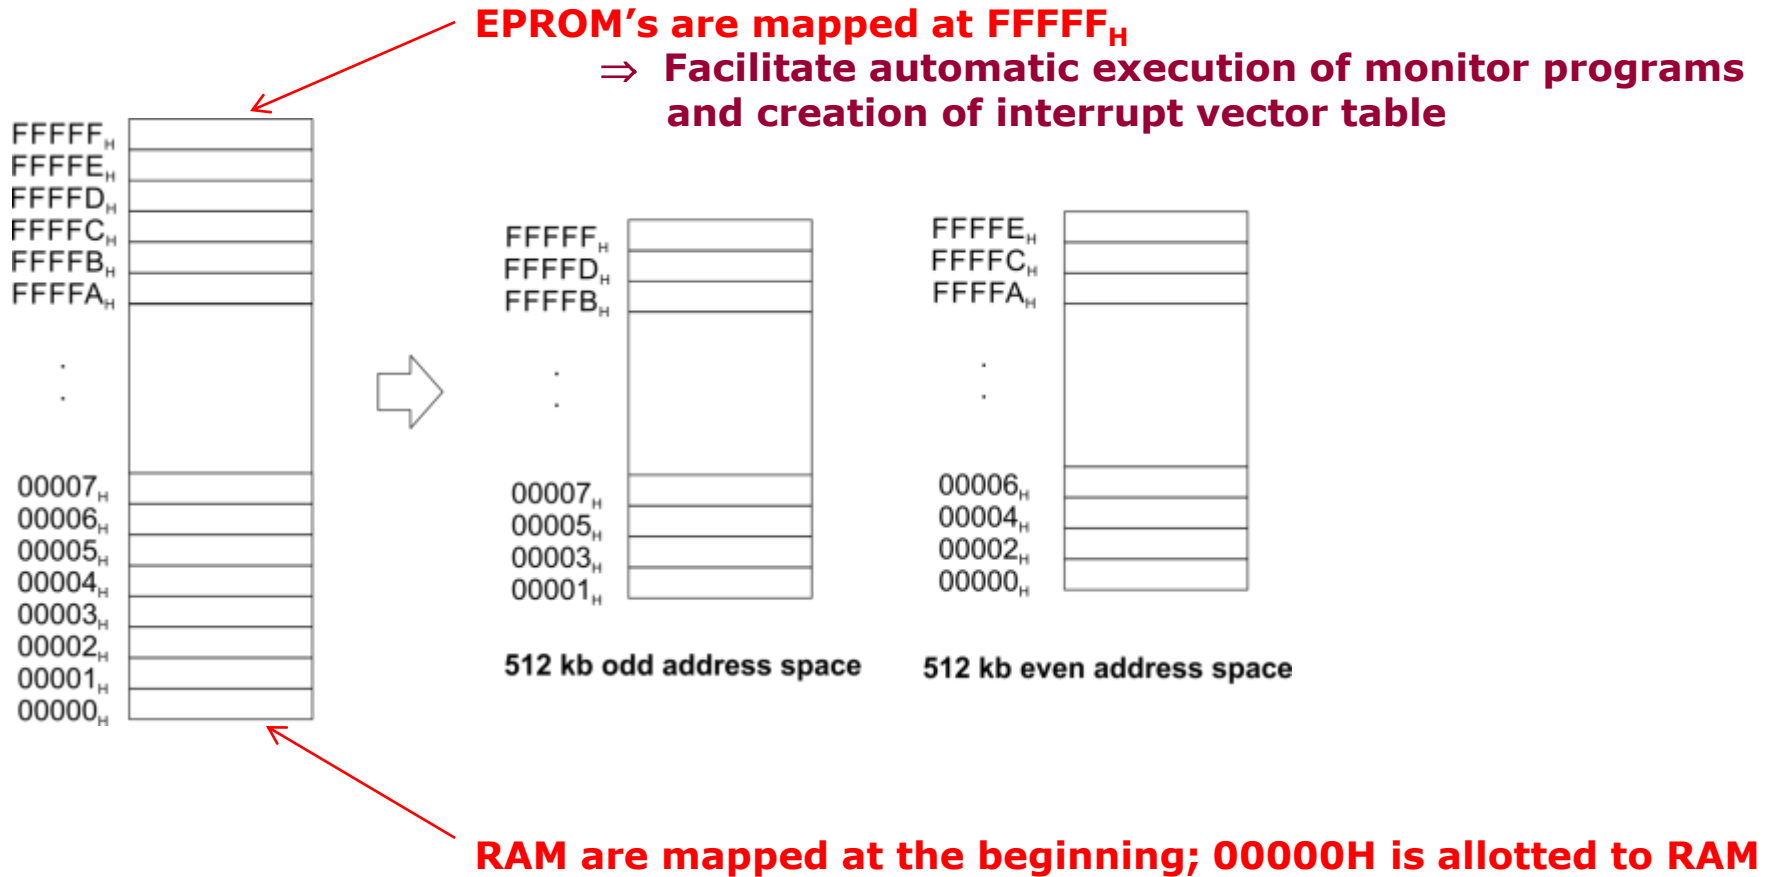 EPROM’s are mapped at FFFFFH
⇒ Facilitate automatic execution of monitor programs
and creation of interrupt vector table
FFFFFH
FFFFEH
FFFFDH
FFFFCH
FFFFBH
FFFFAH
.
.
00007H
00006H
00005H
00004H
00003H
00002H
00001H
00000H
FFFFFH
FFFFDH
FFFFBH
.
.
00007H
00005H
00003H
00001H
512 kb odd address space
FFFFEH
FFFFCH
FFFFAH
.
.
00006H
00004H
00002H
00000H
512 kb even address space
RAM are mapped at the beginning; 00000H is allotted to RAM